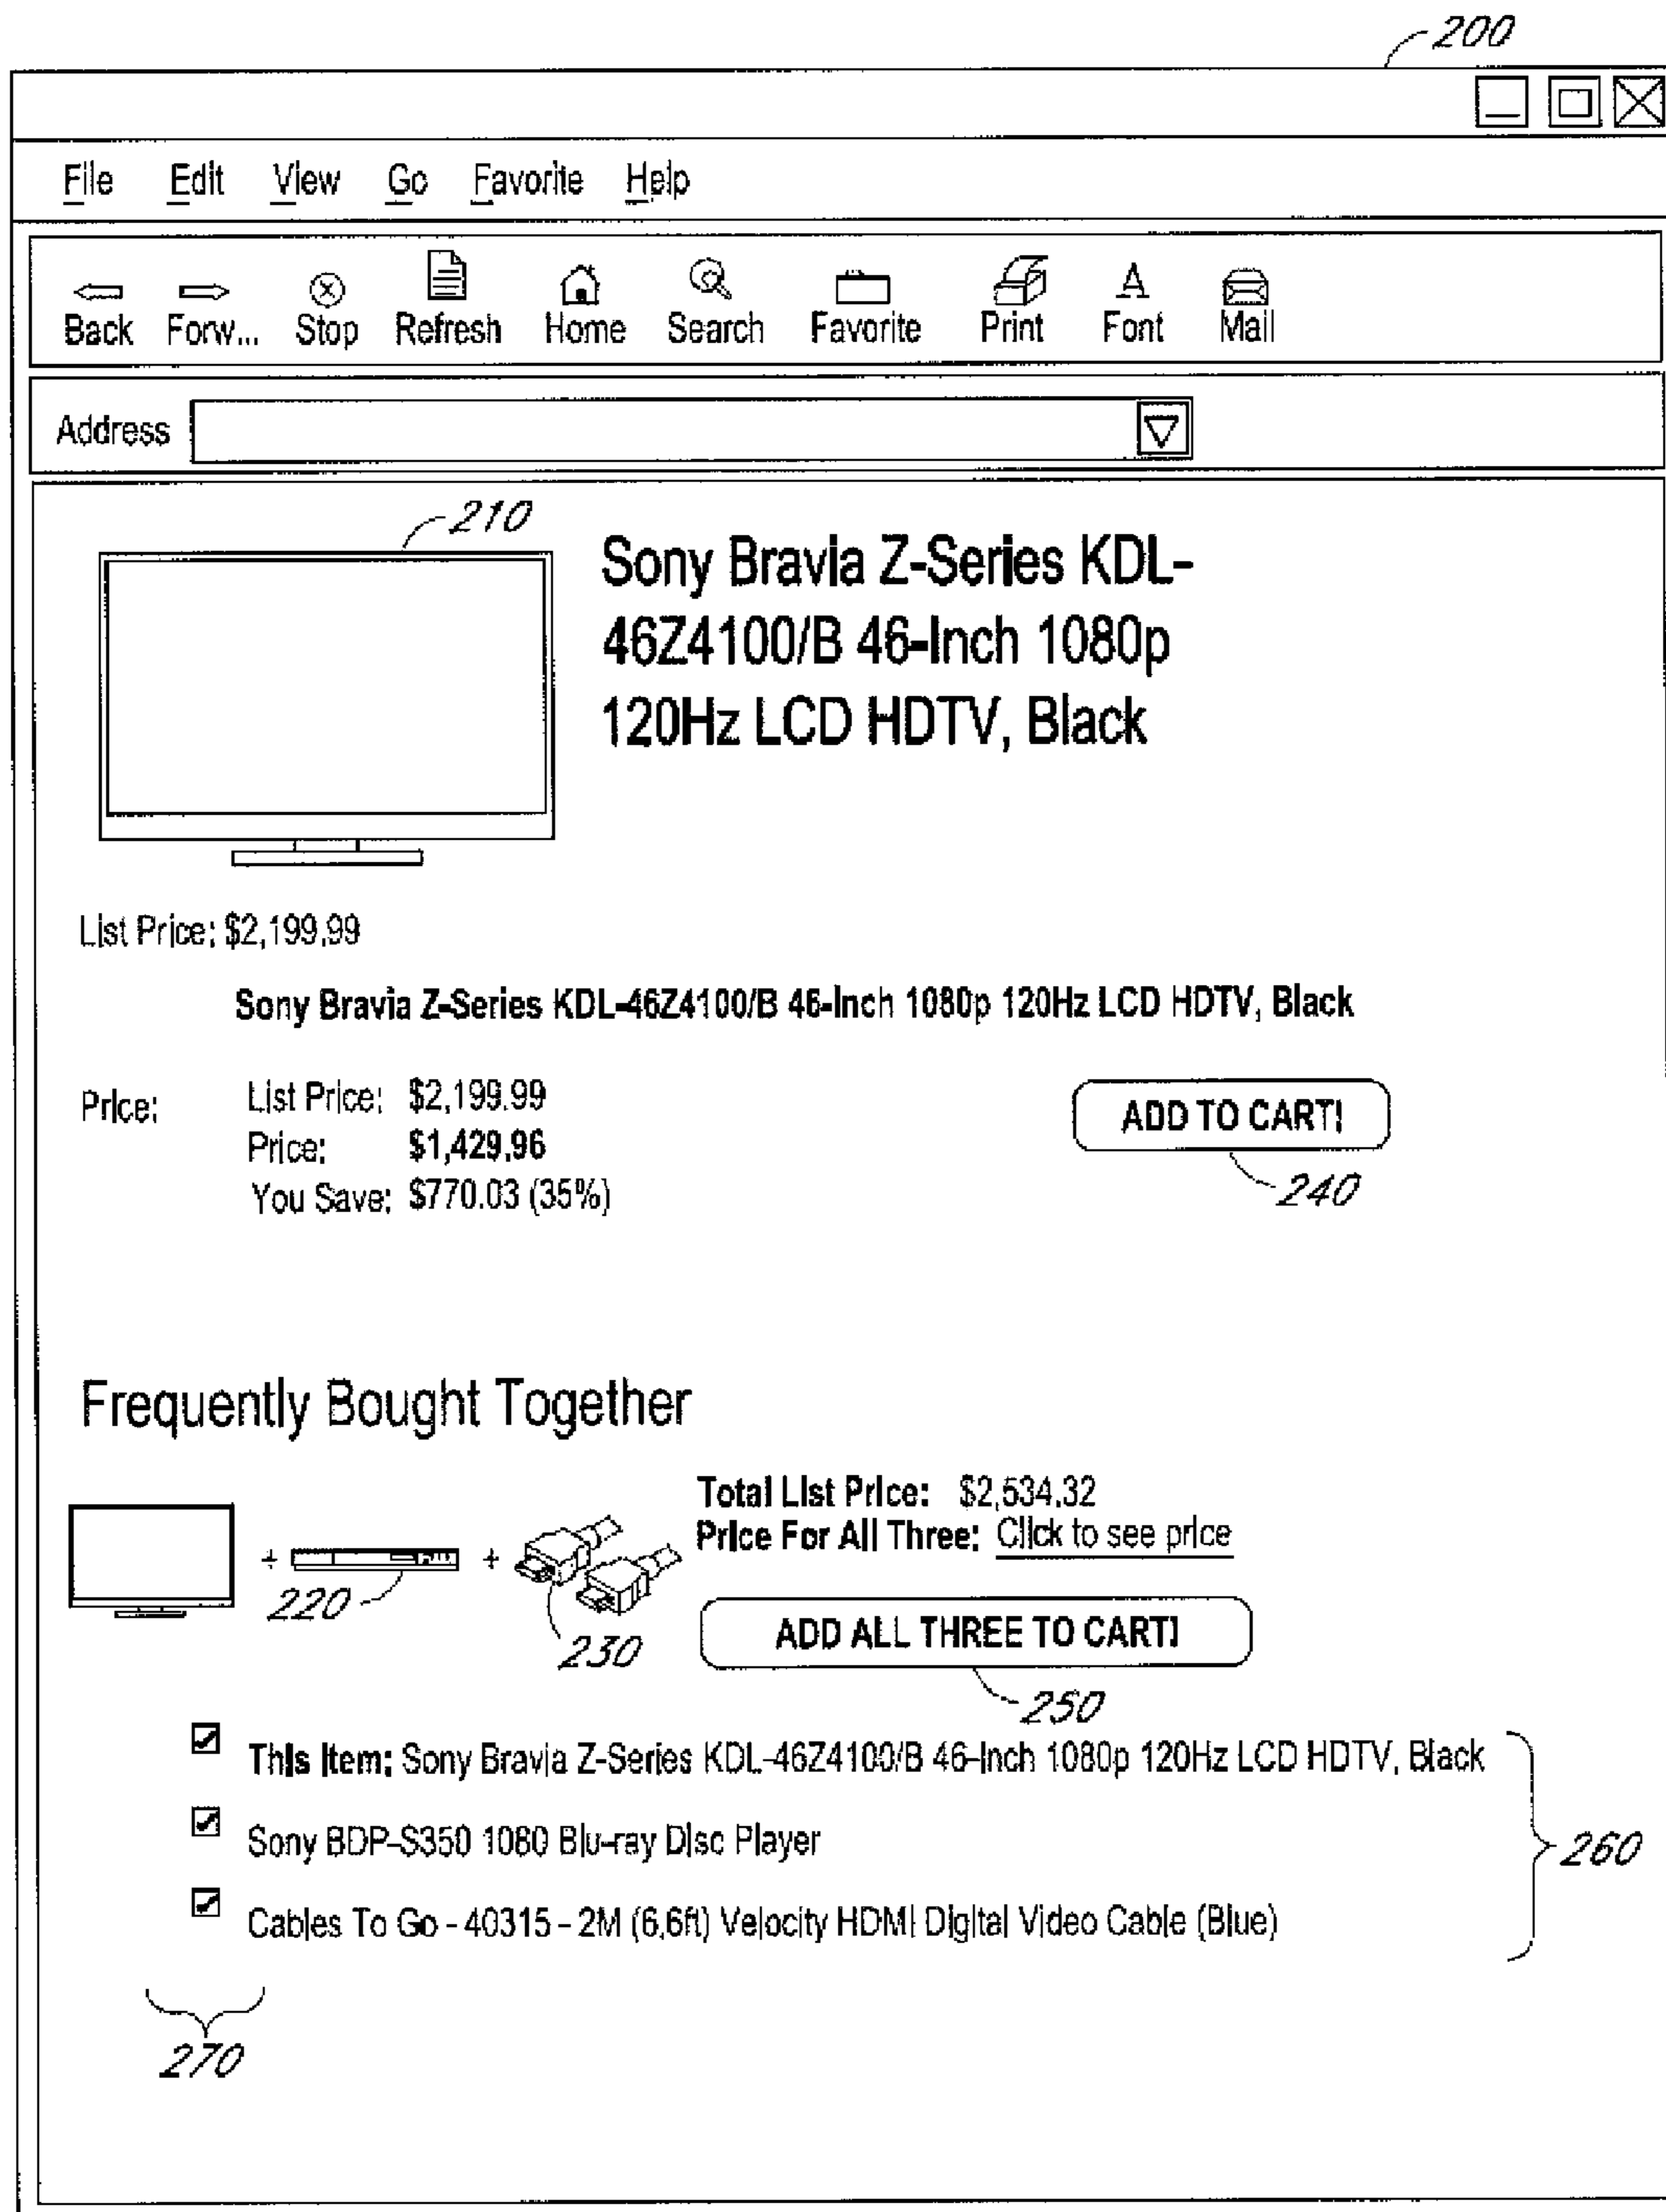 200
File Edit View Go Favorite Help
Back Forw... Stop Refresh Home Search Favorite Print Font Mail
Address
210
Sony Bravia Z-Series KDL-
46Z4100/B 46-Inch 1080p
120Hz LCD HDTV, Black
List Price: $2,199.99
Sony Bravia Z-Series KDL-46Z4100/B 46-Inch 1080p 120Hz LCD HDTV, Black
Price: List Price: $2,199.99
Price: $1,429.96
You Save: $770.03 (35%)
ADD TO CART!
240
Frequently Bought Together
Total List Price: $2,534.32
Price For All Three: Click to see price
+ +
220
230
ADD ALL THREE TO CART!
250
This Item: Sony Bravia Z-Series KDL-46Z4100/B 46-Inch 1080p 120Hz LCD HDTV, Black
Sony BDP-S350 1080 Blu-ray Disc Player
Cables To Go - 40315 - 2M (6.6ft) Velocity HDMI Digital Video Cable (Blue)
260
270